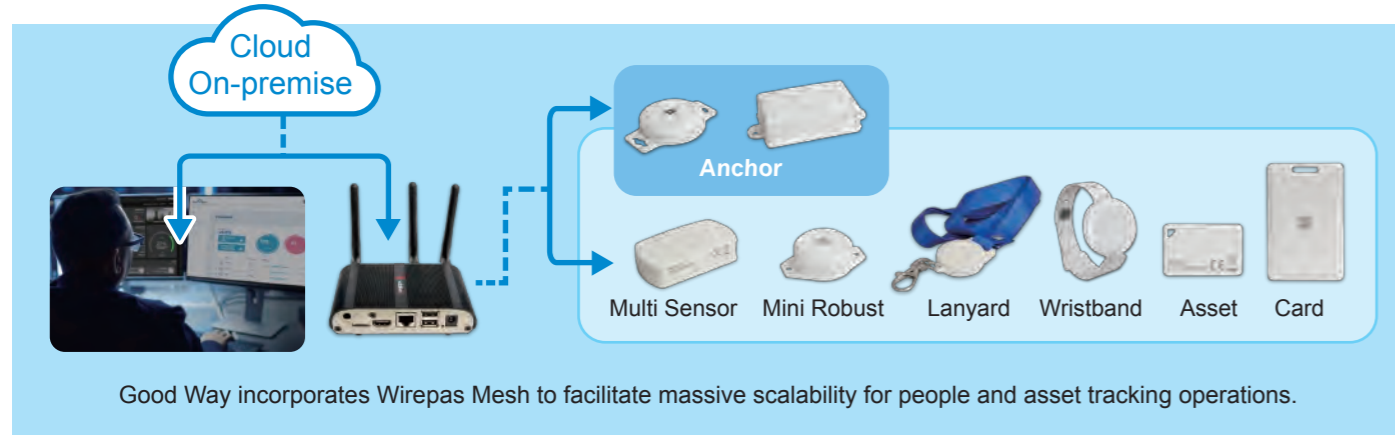 Cloud
On-premise
Anchor
Multi Sensor
Mini Robust
Lanyard
Wristband
Asset
Card
Good Way incorporates Wirepas Mesh to facilitate massive scalability for people and asset tracking operations.